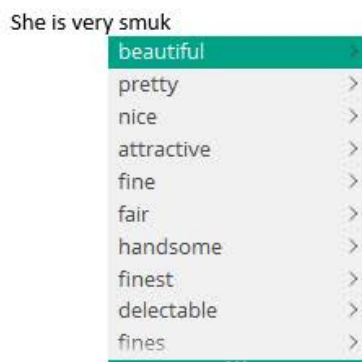 She is very smuk
beautiful
pretty
nice
attractive
fine
fair
handsome
finest
delectable
fines